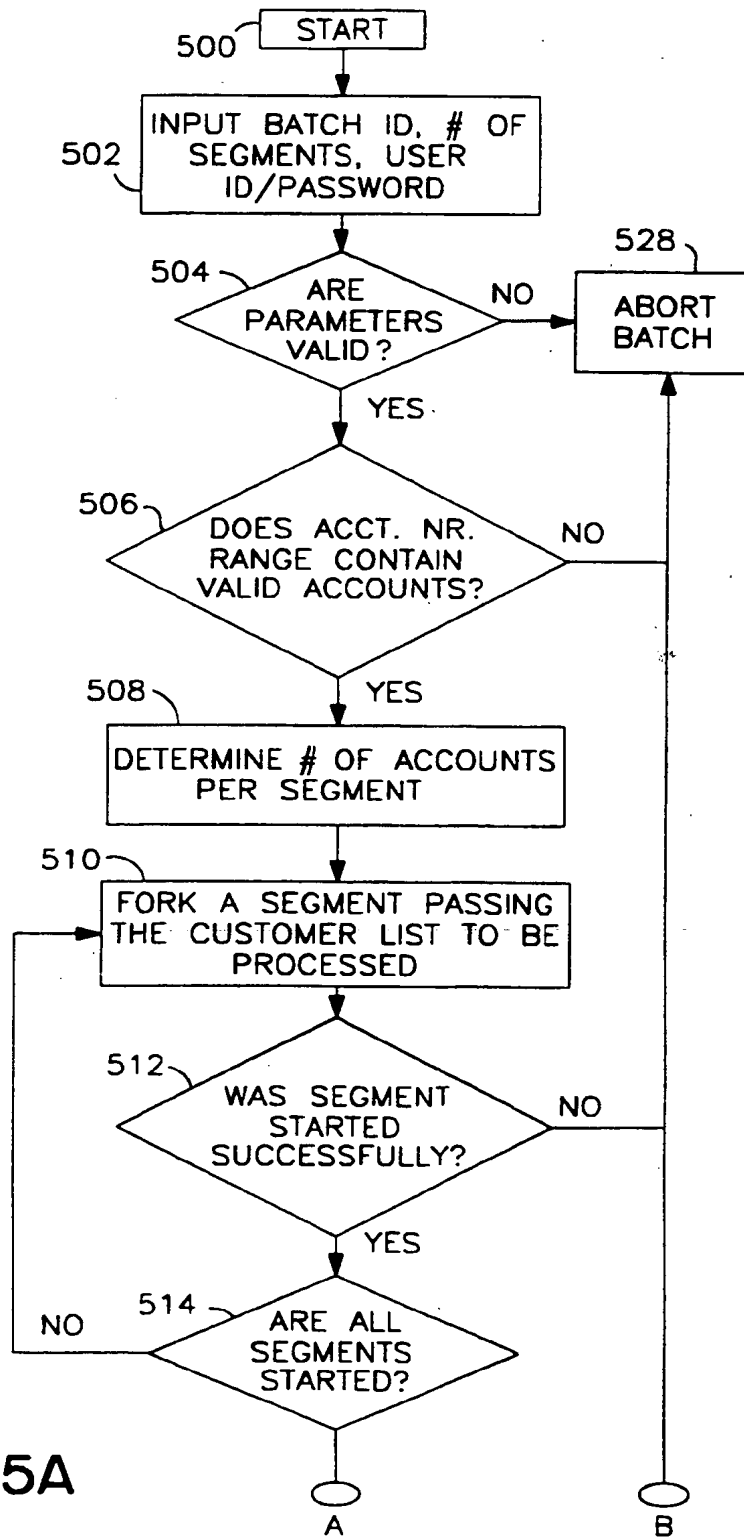 500
START
502
INPUT BATCH ID, # OF
SEGMENTS, USER
ID/PASSWORD
504
ARE
PARAMETERS
VALID?
NO
528
ABORT
BATCH
YES
506
DOES ACCT. NR.
RANGE CONTAIN
VALID ACCOUNTS?
NO
YES
508
DETERMINE # OF ACCOUNTS
PER SEGMENT
510
FORK A SEGMENT PASSING
THE CUSTOMER LIST TO BE
PROCESSED
512
WAS SEGMENT
STARTED
SUCCESSFULLY?
NO
YES
514
ARE ALL
SEGMENTS
STARTED?
NO
5A
A
B